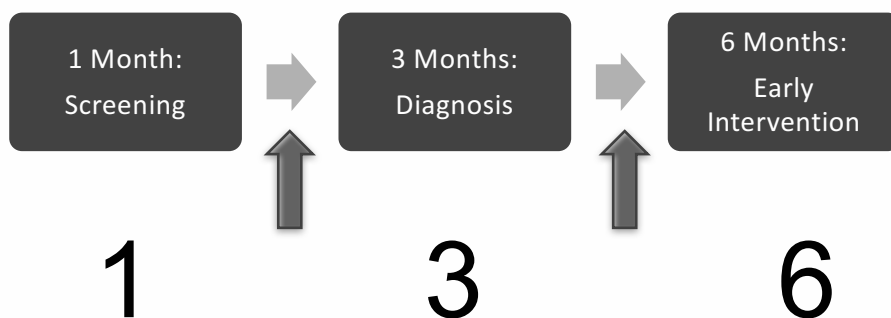 1 Month:
Screening
3 Months:
Diagnosis
6 Months:
Early
Intervention
1
3
6